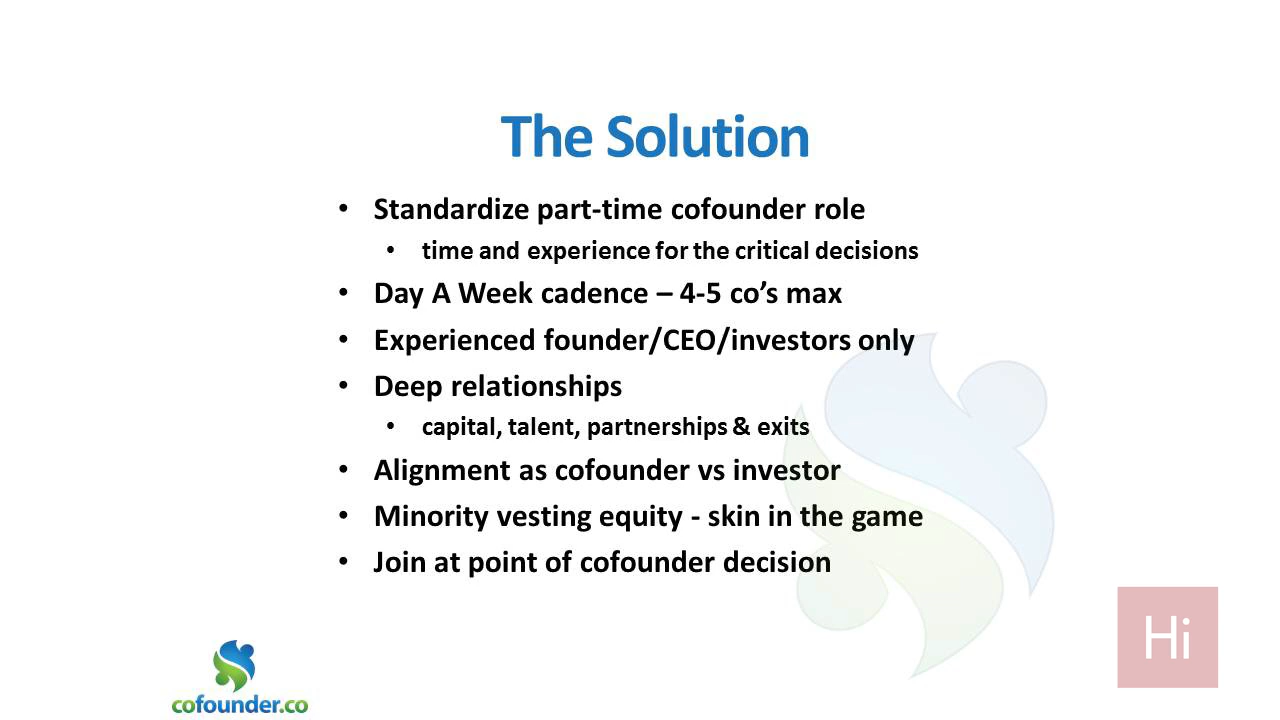 The Solution
• Standardize part-time cofounder role
• time and experience for the critical decisions
• Day A Week cadence – 4-5 co’s max
• Experienced founder/CEO/investors only
• Deep relationships
• capital, talent, partnerships & exits
• Alignment as cofounder vs investor
• Minority vesting equity - skin in the game
• Join at point of cofounder decision
cofounder.co
Hi